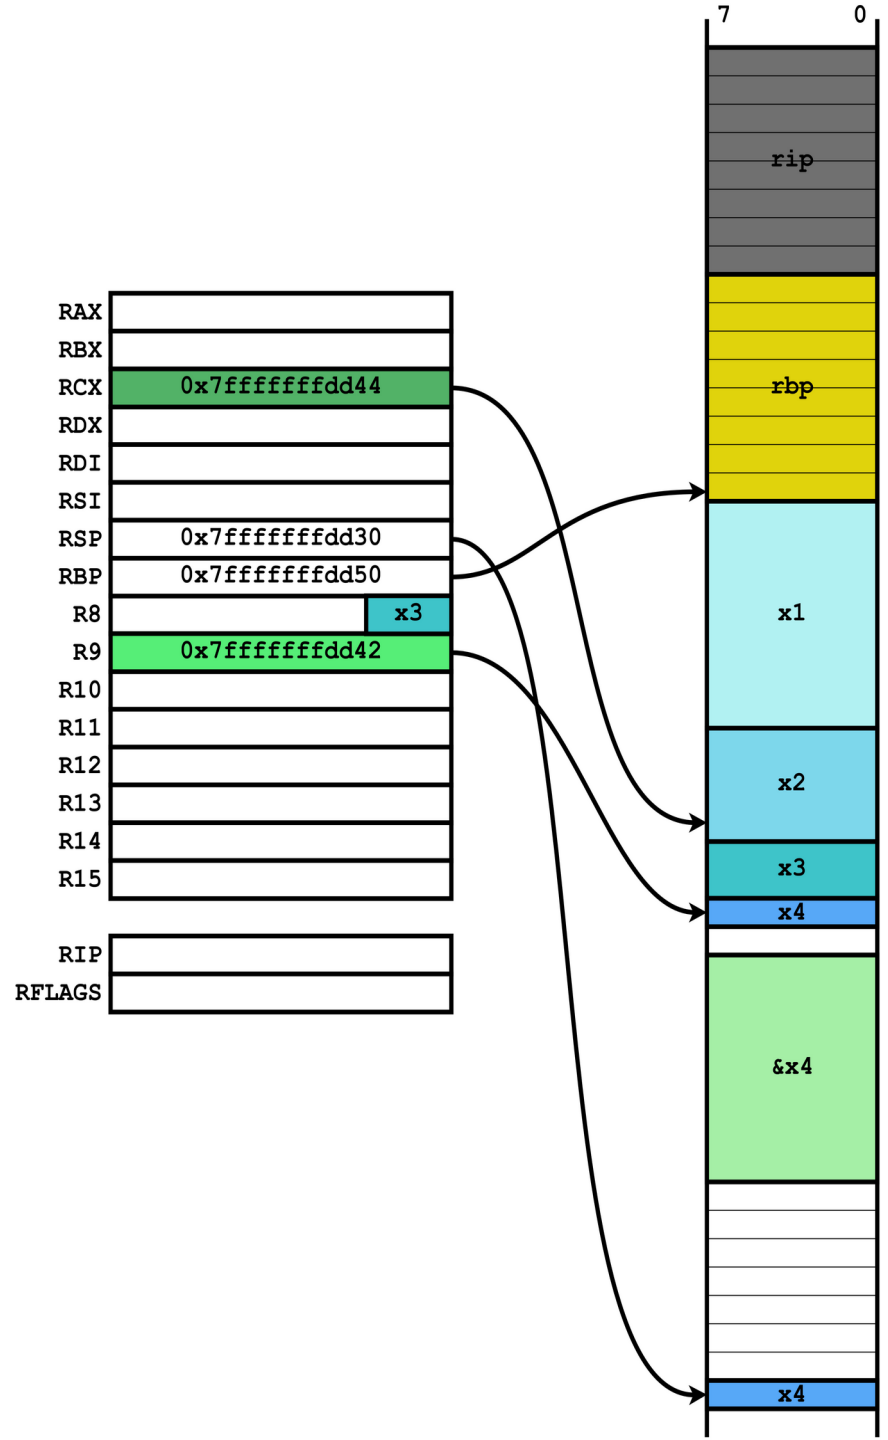 7 0
rip
RAX
RBX
RCX 0x7fffffffdd44
RDX
RDI
RSI
RSP 0x7fffffffdd30
RBP 0x7fffffffdd50
R8 x3
R9 0x7fffffffdd42
R10
R11
R12
R13
R14
R15
RIP
RFLAGS
rbp
x1
x2
x3
x4
&x4
x4